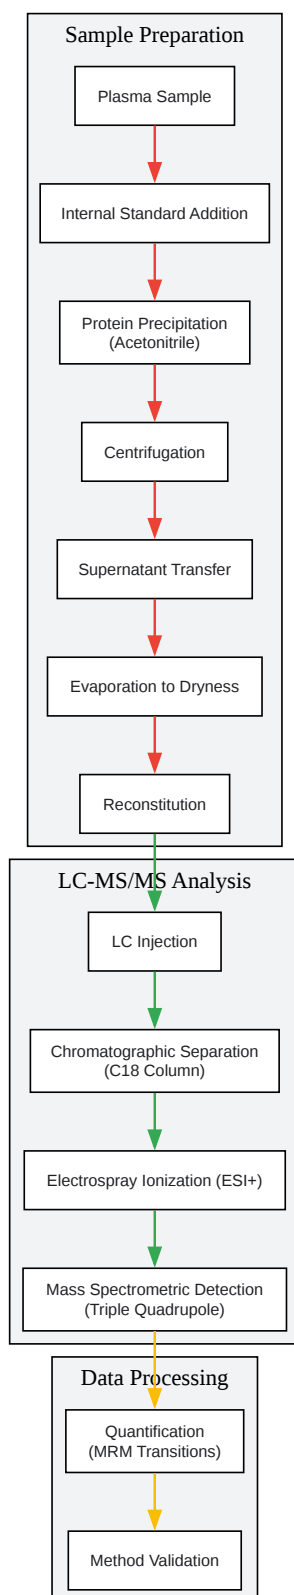 Sample Preparation
Plasma Sample
Internal Standard Addition
Protein Precipitation
(Acetonitrile)
Centrifugation
Supernatant Transfer
Evaporation to Dryness
Reconstitution
LC-MS/MS Analysis
LC Injection
Chromatographic Separation
(C18 Column)
Electrospray Ionization (ESI+)
Mass Spectrometric Detection
(Triple Quadrupole)
Data Processing
Quantification
(MRM Transitions)
Method Validation